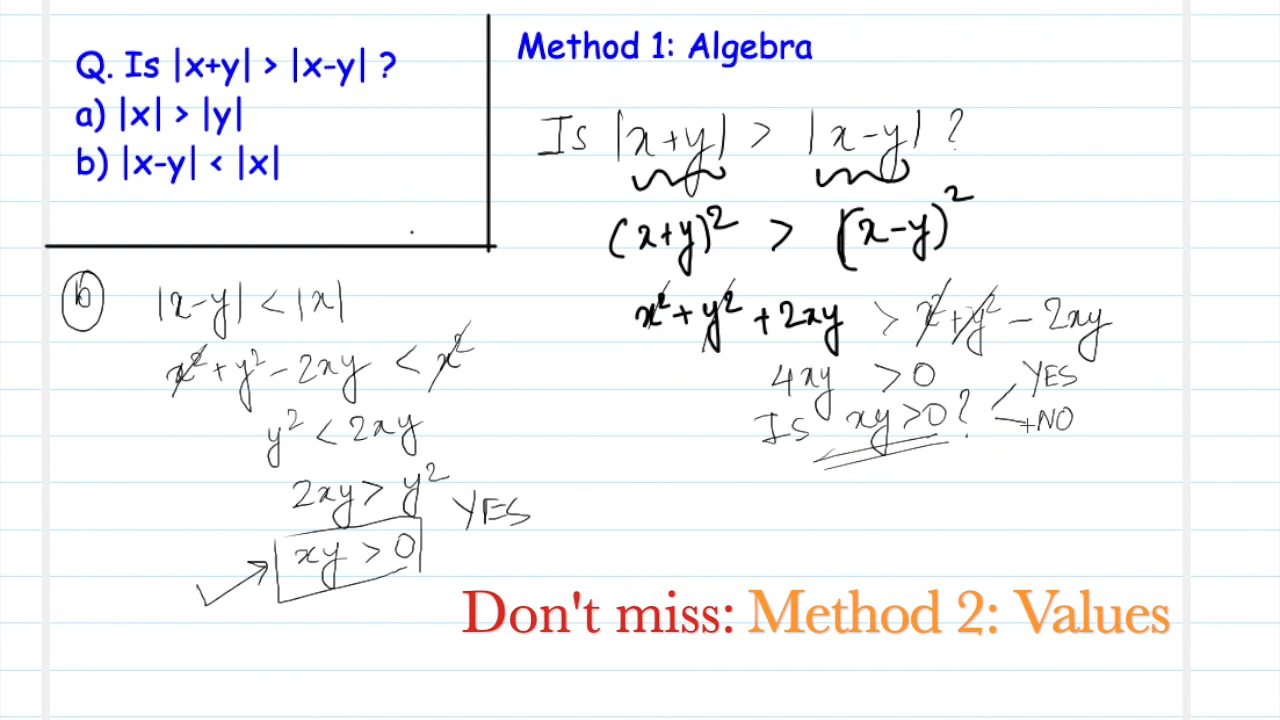 Q. Is |x+y| > |x-y| ?
a) |x| > |y|
b) |x-y| < |x|
Method 1: Algebra
Is |x+y| > |x-y| ?
(x+y)² > (x-y)²
x²+y²+2xy > x²+y²-2xy
4xy > 0
Is xy>0?
YES
NO
b |x-y| < |x|
x²+y²-2xy < x²
y² < 2xy
2xy > y²
YES
xy > 0
Don't miss: Method 2: Values